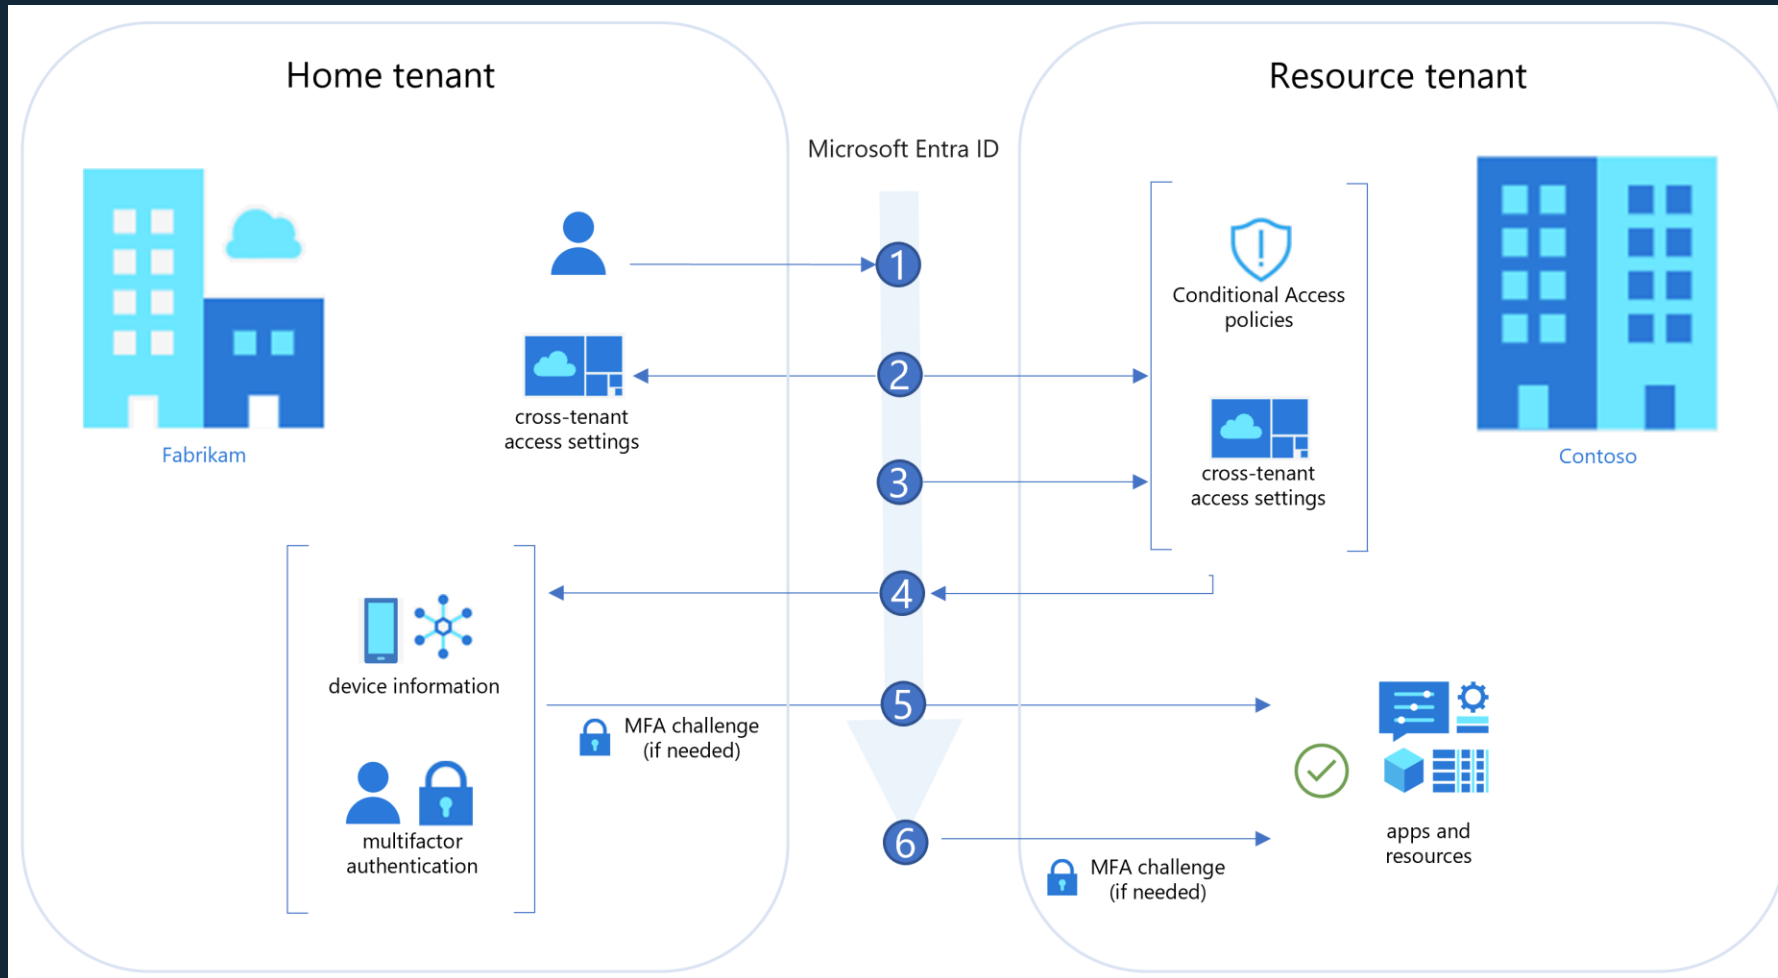 Home tenant
Resource tenant
Microsoft Entra ID
1
Conditional Access
policies
2
cross-tenant
access settings
Fabrikam
Contoso
3
cross-tenant
access settings
4
device information
5
MFA challenge
(if needed)
multifactor
authentication
6
apps and
resources
MFA challenge
(if needed)